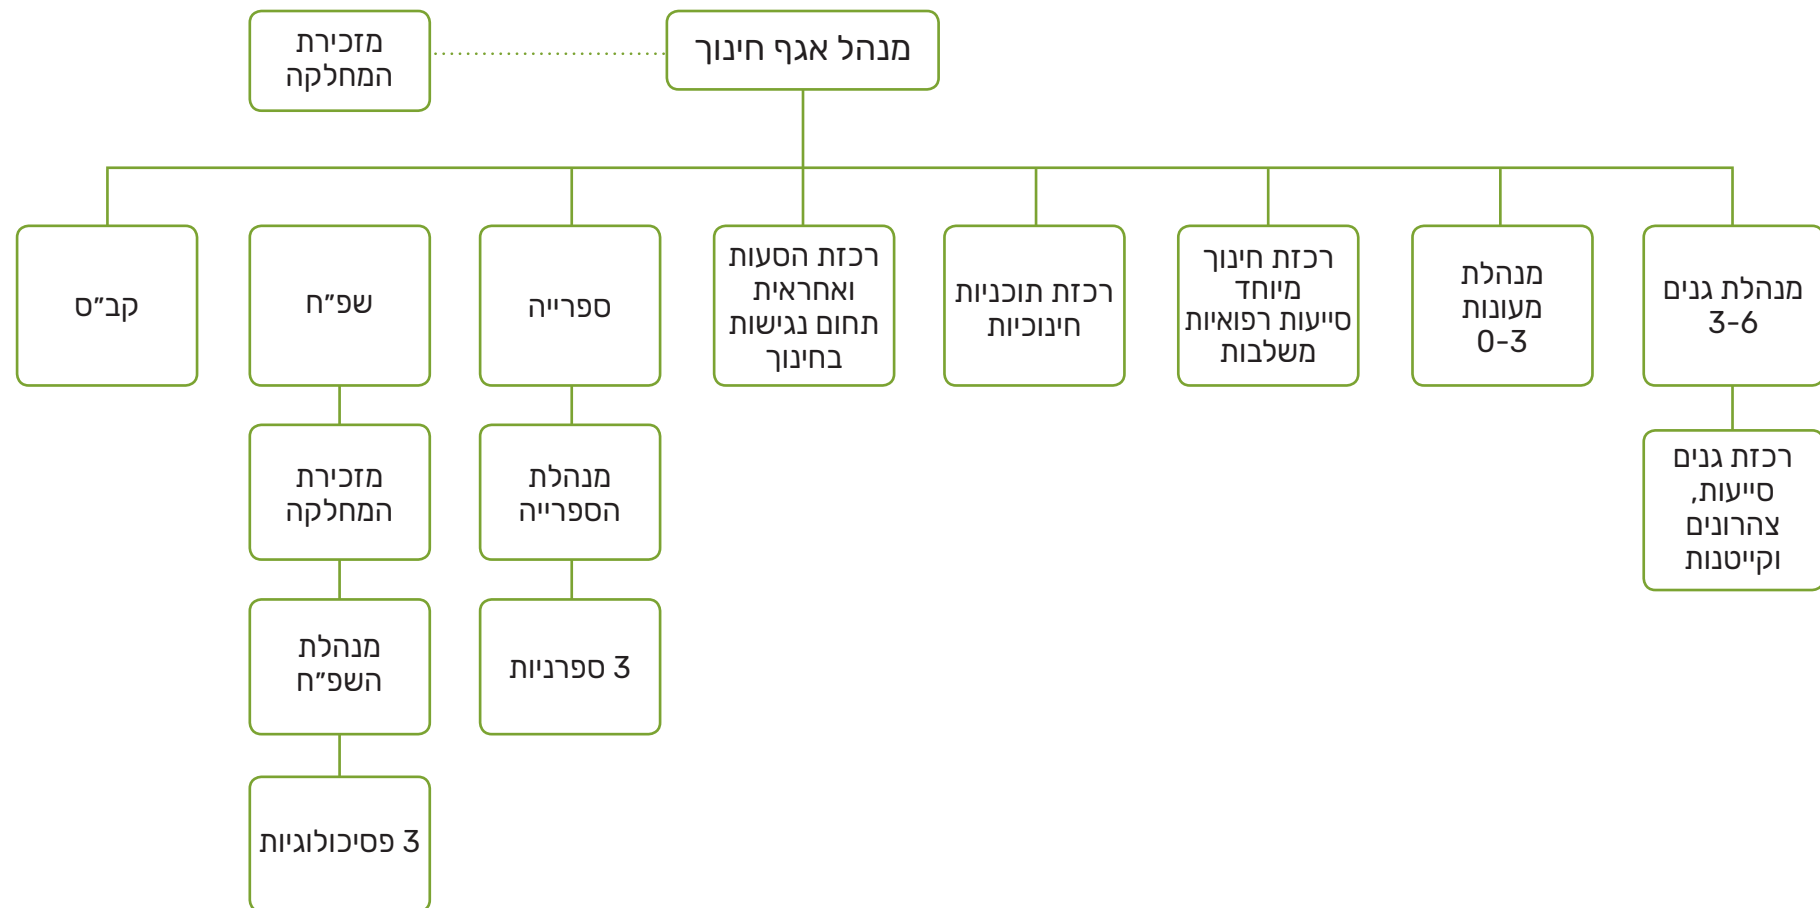 מנהל אגף חינוך
מזכירת
המחלקה
מנהלת גנים
3-6
מנהלת
מעונות
0-3
רכזת חינוך
מיוחד
סייעות רפואיות
משלבות
רכזת תוכניות
חינוכיות
רכזת הסעות
ואחראית
תחום נגישות
בחינוך
ספרייה
שפ״ח
קב״ס
רכזת גנים
סייעות,
צהרונים
וקייטנות
מנהלת
הספרייה
מזכירת
המחלקה
3 ספרניות
מנהלת
השפ״ח
3 פסיכולוגיות